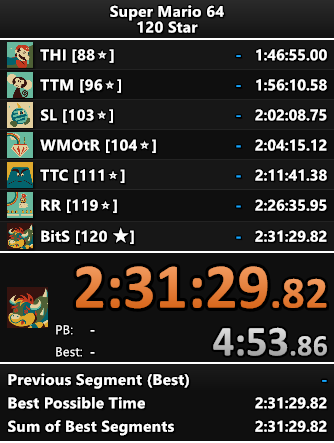 Super Mario 64
120 Star
THI [88⭐] - 1:46:55.00
TTM [96⭐] - 1:56:10.58
SL [103⭐] - 2:02:08.75
WMOtR [104⭐] - 2:04:15.12
TTC [111⭐] - 2:11:41.38
RR [119⭐] - 2:26:35.95
BitS [120 ★] - 2:31:29.82
2:31:29.82
PB: -
Best: - 4:53.86
Previous Segment (Best) -
Best Possible Time 2:31:29.82
Sum of Best Segments 2:31:29.82